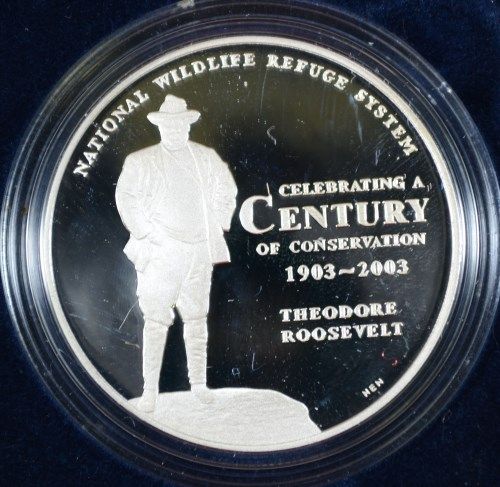 NATIONAL WILDLIFE REFUGE SYSTEM
CELEBRATING A
CENTURY
OF CONSERVATION
1903~2003
THEODORE
ROOSEVELT
NEN